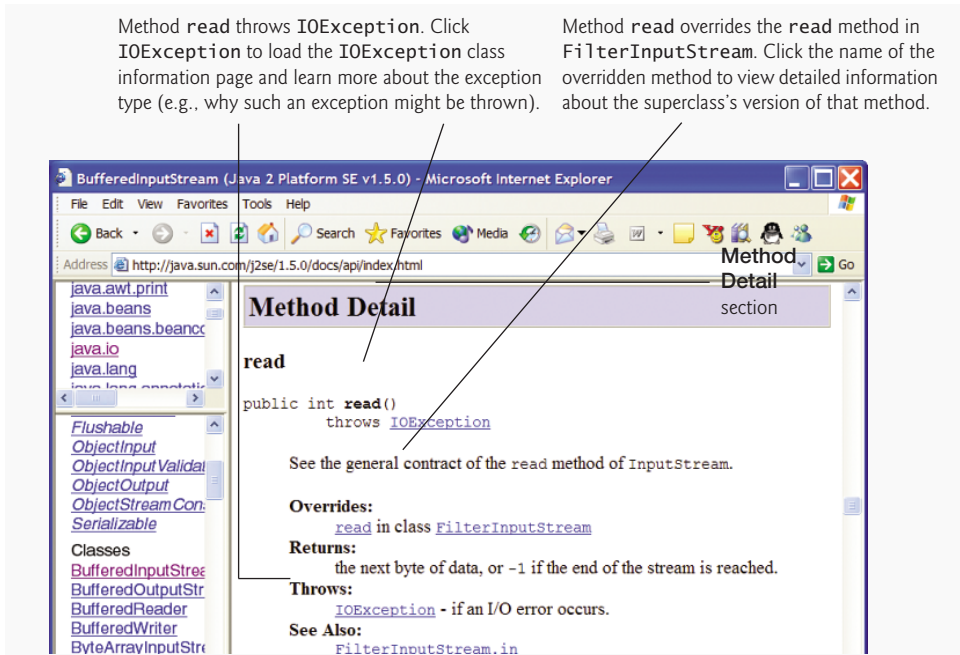 Method read throws IOException. Click
IOException to load the IOException class
information page and learn more about the exception
type (e.g., why such an exception might be thrown).
Method read overrides the read method in
FilterInputStream. Click the name of the
overridden method to view detailed information
about the superclass's version of that method.
BufferedInputStream (Java 2 Platform SE v1.5.0) - Microsoft Internet Explorer
File Edit View Favorites Tools Help
Back Search Favorites Media
Address http://java.sun.com/j2se/1.5.0/docs/api/index.html Go
Method
Detail
section
java.awt.print
java.beans
java.beans.beancc
java.io
java.lang
Flushable
ObjectInput
ObjectInputValidat
ObjectOutput
ObjectStreamCon
Serializable
Classes
BufferedInputStrea
BufferedOutputStr
BufferedReader
BufferedWriter
ByteArrayInputStre
Method Detail
read
public int read()
throws IOException
See the general contract of the read method of InputStream.
Overrides:
read in class FilterInputStream
Returns:
the next byte of data, or -1 if the end of the stream is reached.
Throws:
IOException - if an I/O error occurs.
See Also:
FilterInputStream.in